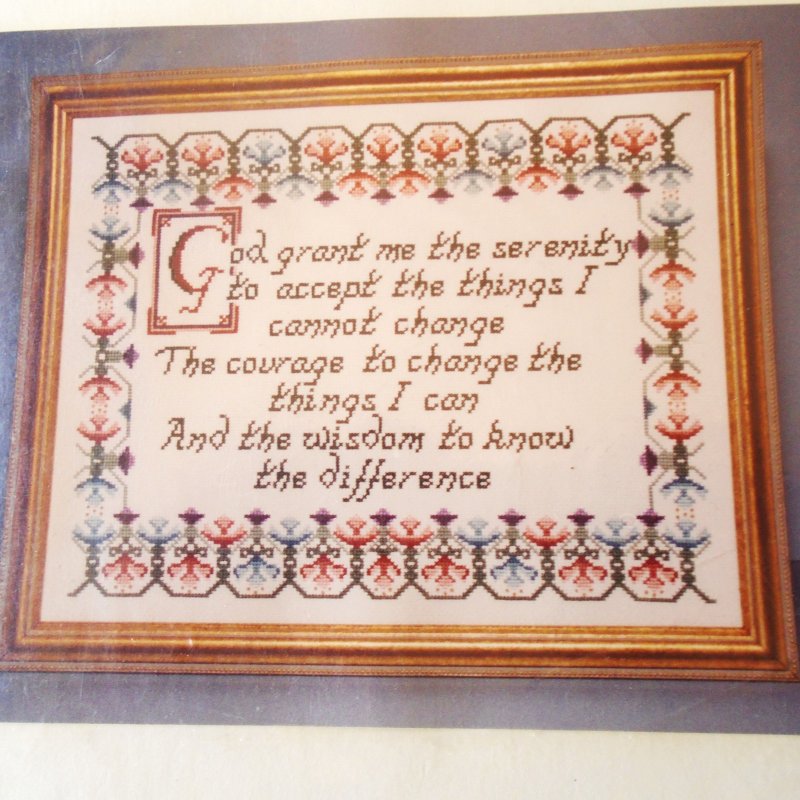 God grant me the serenity
to accept the things I
cannot change
The courage to change the
things I can
And the wisdom to know
the difference